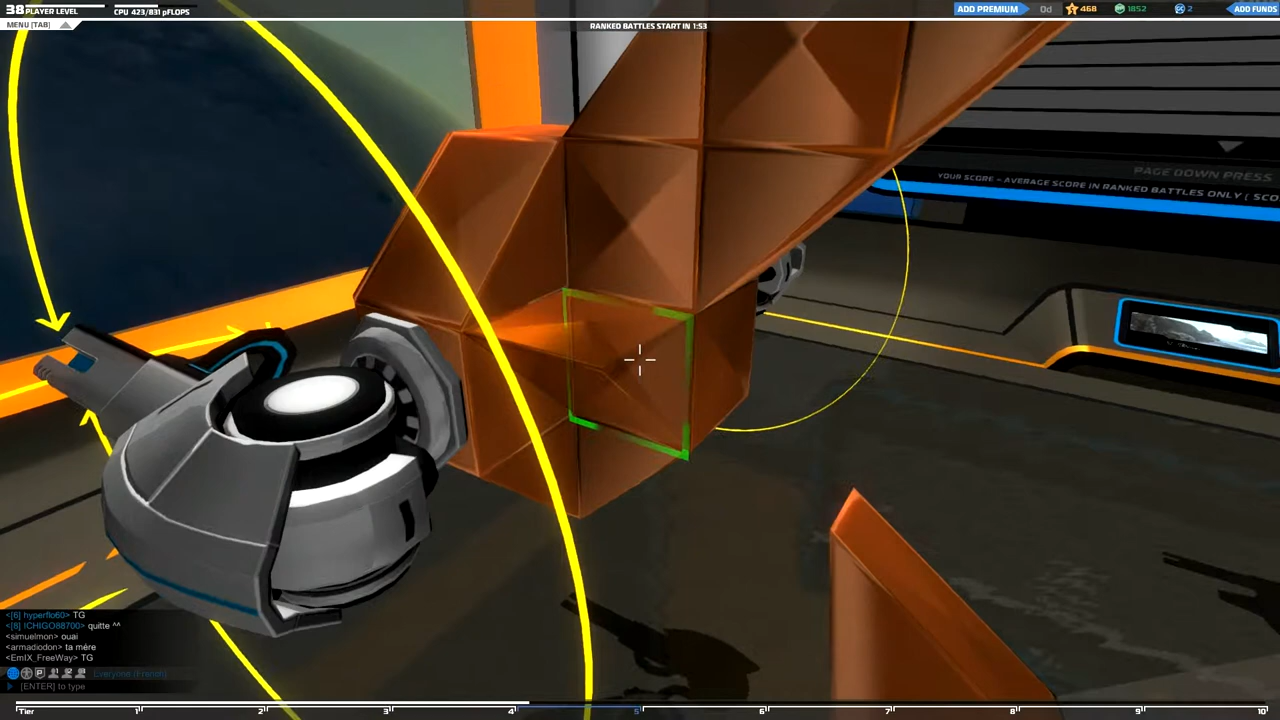 38 PLAYER LEVEL
CPU 423/831 pFLOPS
ADD PREMIUM
0d
468
1852
2
ADD FUNDS
MENU [TAB]
RANKED BATTLES START IN 1:53
PAGE DOWN PRESS
YOUR SCORE - AVERAGE SCORE IN RANKED BATTLES ONLY ( SCO
<[6] hyperflo60> TG
<[8] !CHIGO88700> quitte ^^
<simuelmon> ouai
<armadiodon> ta mére
<EmIX_FreeWay> TG
Everyone (French)
[ENTER] to type
Tier 1 2 3 4 5 6 7 8 9 10